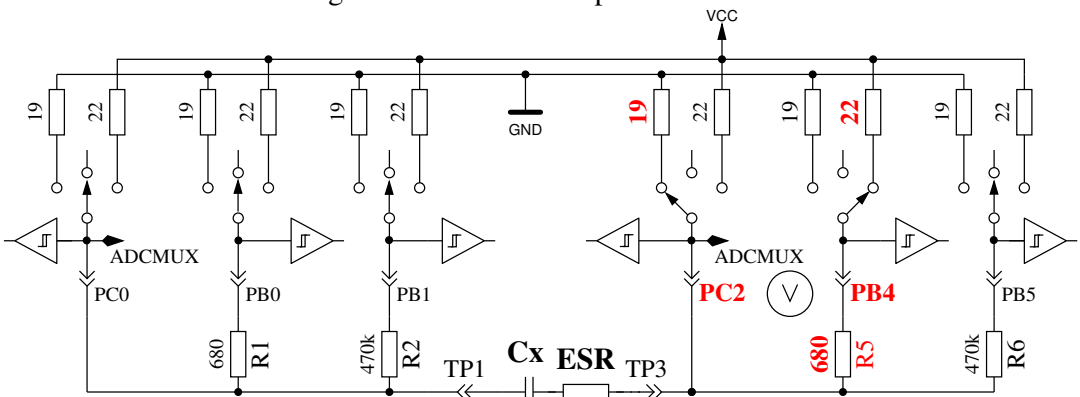 VCC
19
22
19
22
19
22
GND
19
22
19
22
19
22
ADCMUX
ADCMUX
PC0
PB0
PB1
PC2
V
PB4
PB5
680
R1
470k
R2
680
R5
470k
R6
TP1
Cx
ESR
TP3